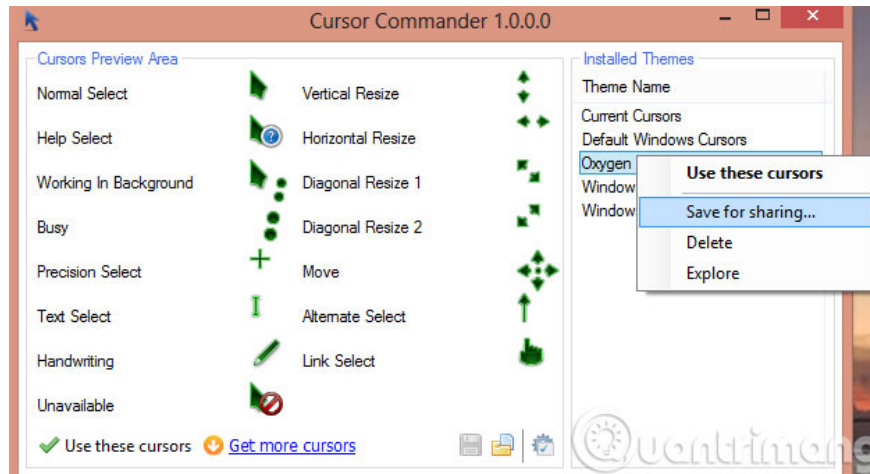 Cursor Commander 1.0.0.0
Cursors Preview Area
Normal Select
Vertical Resize
Help Select
Horizontal Resize
Working In Background
Diagonal Resize 1
Busy
Diagonal Resize 2
Precision Select
Move
Text Select
Alternate Select
Handwriting
Link Select
Unavailable
Use these cursors
Get more cursors
Installed Themes
Theme Name
Current Cursors
Default Windows Cursors
Oxygen
Window
Window
Use these cursors
Save for sharing...
Delete
Explore
Quantrimang